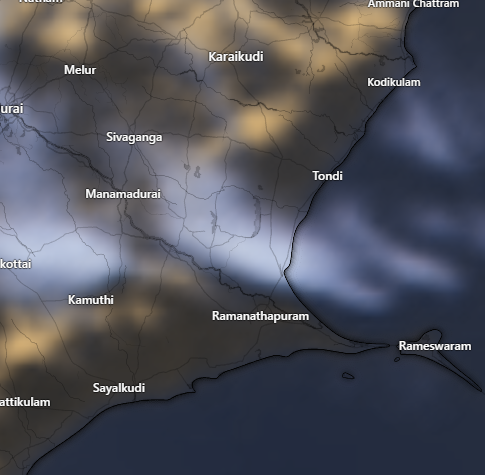 Ammani Chattram
Karaikudi
Melur
Kodikulam
urai
Sivaganga
Tondi
Manamadurai
kottai
Kamuthi
Ramanathapuram
Rameswaram
Sayalkudi
attikulam